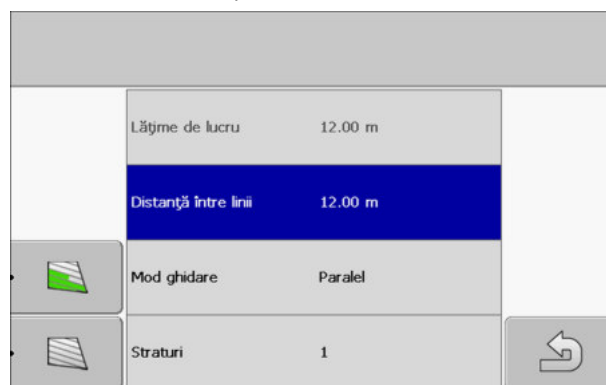 Lăţime de lucru 12.00 m
Distanţă între linii 12.00 m
Mod ghidare Paralel
Straturi 1